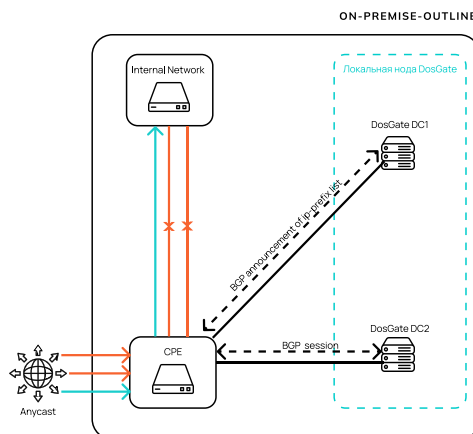 ON-PREMISE-OUTLINE
Internal Network
Локальная нода DosGate
DosGate DC1
BGP announcement of ip-prefix list
DosGate DC2
BGP session
CPE
Anycast